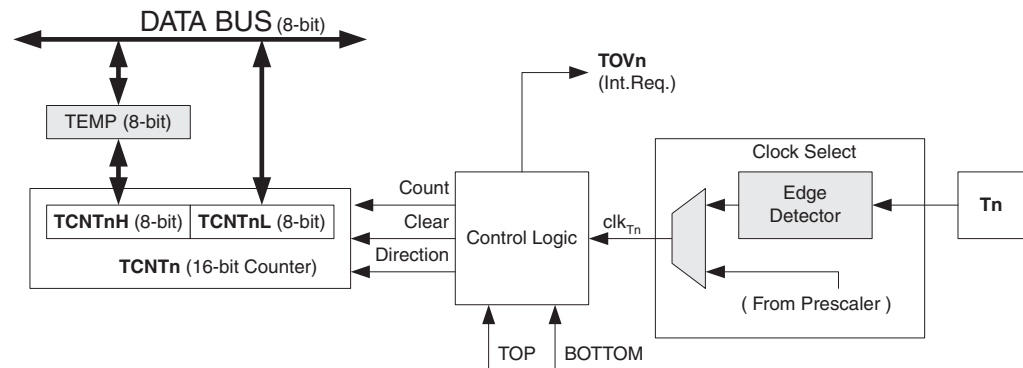 DATA BUS (8-bit)
TOVn
(Int.Req.)
TEMP (8-bit)
Clock Select
Count
Edge
Detector
Tn
TCNTnH (8-bit) TCNTnL (8-bit)
Clear
Control Logic
clkTn
TCNTn (16-bit Counter)
Direction
( From Prescaler )
TOP
BOTTOM